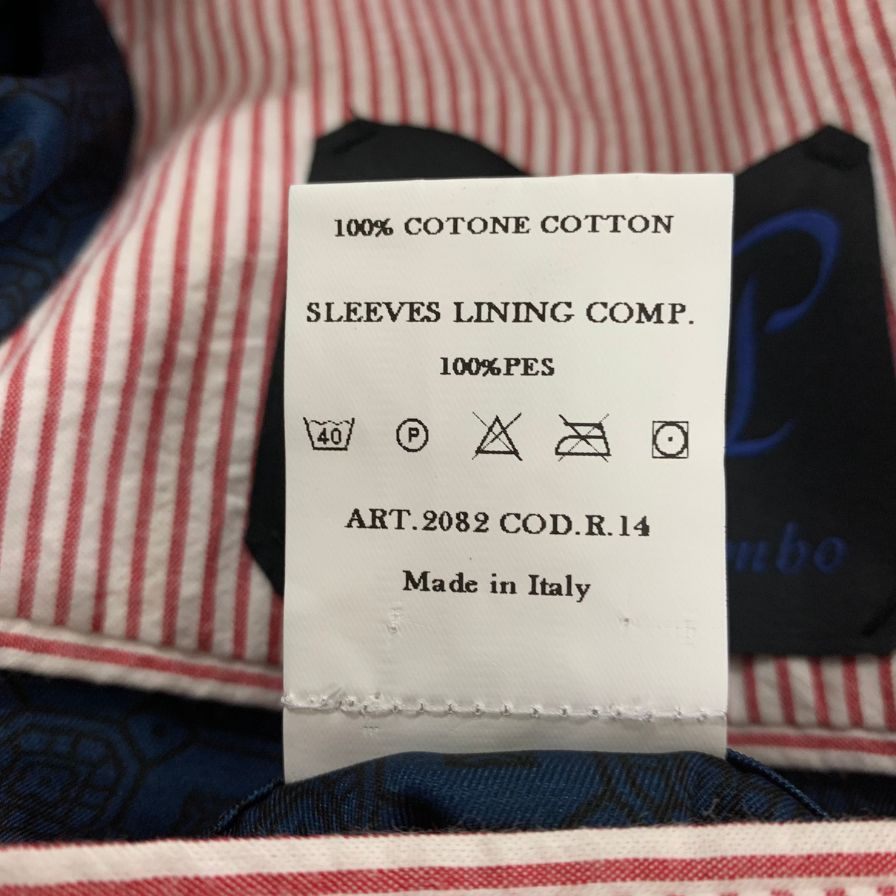 100% COTONE COTTON
SLEEVES LINING COMP.
100%PES
40 P
ART.2082 COD.R.14
Made in Italy